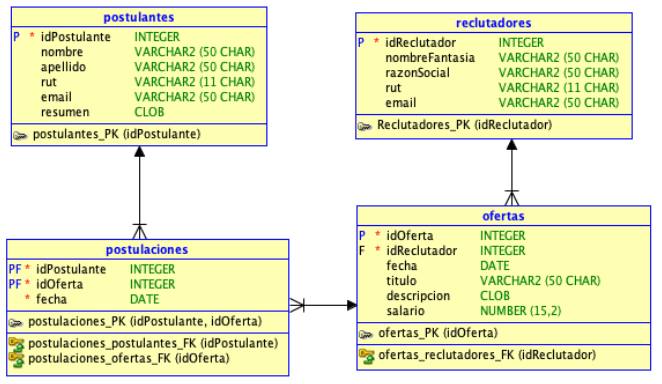 postulantes
P * idPostulante INTEGER
nombre VARCHAR2 (50 CHAR)
apellido VARCHAR2 (50 CHAR)
rut VARCHAR2 (11 CHAR)
email VARCHAR2 (50 CHAR)
resumen CLOB
postulantes_PK (idPostulante)
reclutadores
P * idReclutador INTEGER
nombreFantasia VARCHAR2 (50 CHAR)
razonSocial VARCHAR2 (50 CHAR)
rut VARCHAR2 (11 CHAR)
email VARCHAR2 (50 CHAR)
Reclutadores_PK (idReclutador)
postulaciones
PF * idPostulante INTEGER
PF * idOferta INTEGER
* fecha DATE
postulaciones_PK (idPostulante, idOferta)
postulaciones_postulantes_FK (idPostulante)
postulaciones_ofertas_FK (idOferta)
ofertas
P * idOferta INTEGER
F * idReclutador INTEGER
fecha DATE
titulo VARCHAR2 (50 CHAR)
descripcion CLOB
salario NUMBER (15,2)
ofertas_PK (idOferta)
ofertas_reclutadores_FK (idReclutador)